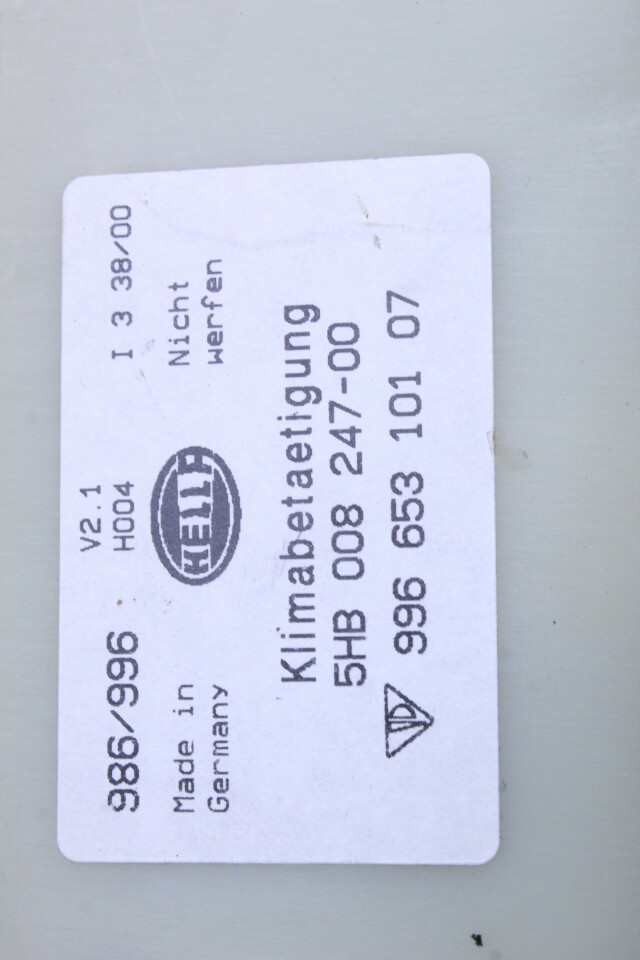 986/996 V2.1 I 3 38/00
H004
Made in HELLA Nicht
Germany Werfen
Klimabetaetigung
5HB 008 247-00
996 653 101 07